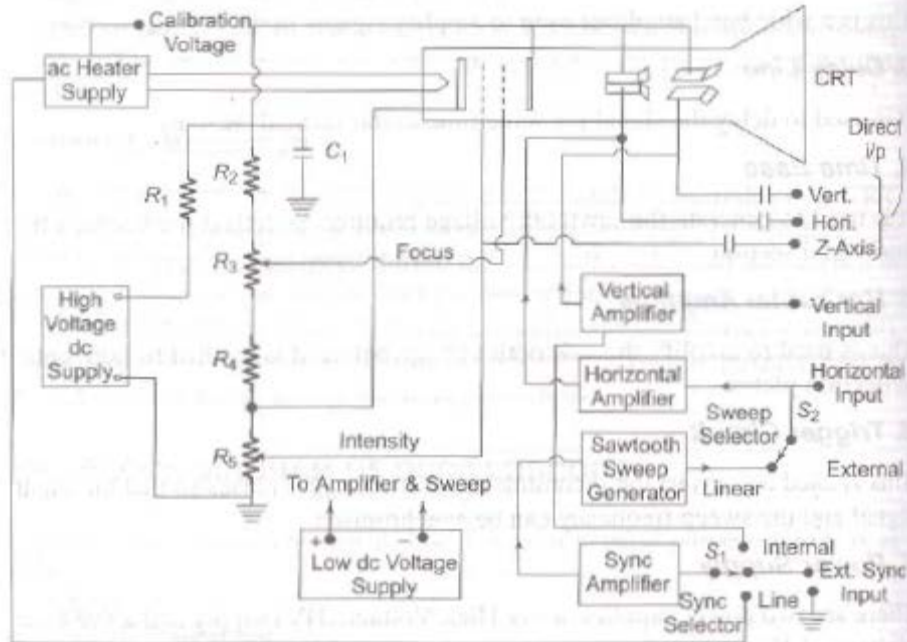 Calibration
Voltage
ac Heater
Supply
CRT
Direct
i/p
C1
R2
R1
Vert.
Hori.
Z-Axis
R3
Focus
High
Voltage
dc
Supply
Vertical
Amplifier
Vertical
Input
R4
Horizontal
Amplifier
Horizontal
Input
Sweep
Selector
S2
R5
Intensity
Sawtooth
Sweep
Generator
External
Linear
To Amplifier & Sweep
+ −
Low dc Voltage
Supply
Sync
Amplifier
S1
Internal
Ext. Sync
Input
Sync
Selector
Line